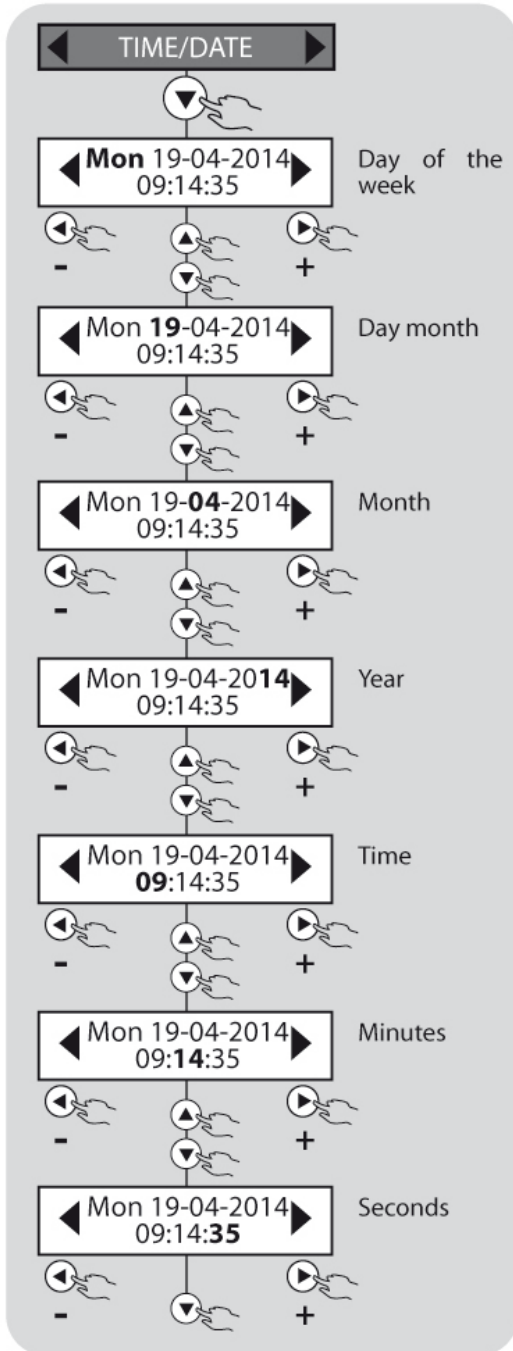 TIME/DATE
Mon 19-04-2014
09:14:35
Day of the
week
- +
Mon 19-04-2014
09:14:35
Day month
- +
Mon 19-04-2014
09:14:35
Month
- +
Mon 19-04-2014
09:14:35
Year
- +
Mon 19-04-2014
09:14:35
Time
- +
Mon 19-04-2014
09:14:35
Minutes
- +
Mon 19-04-2014
09:14:35
Seconds
- +